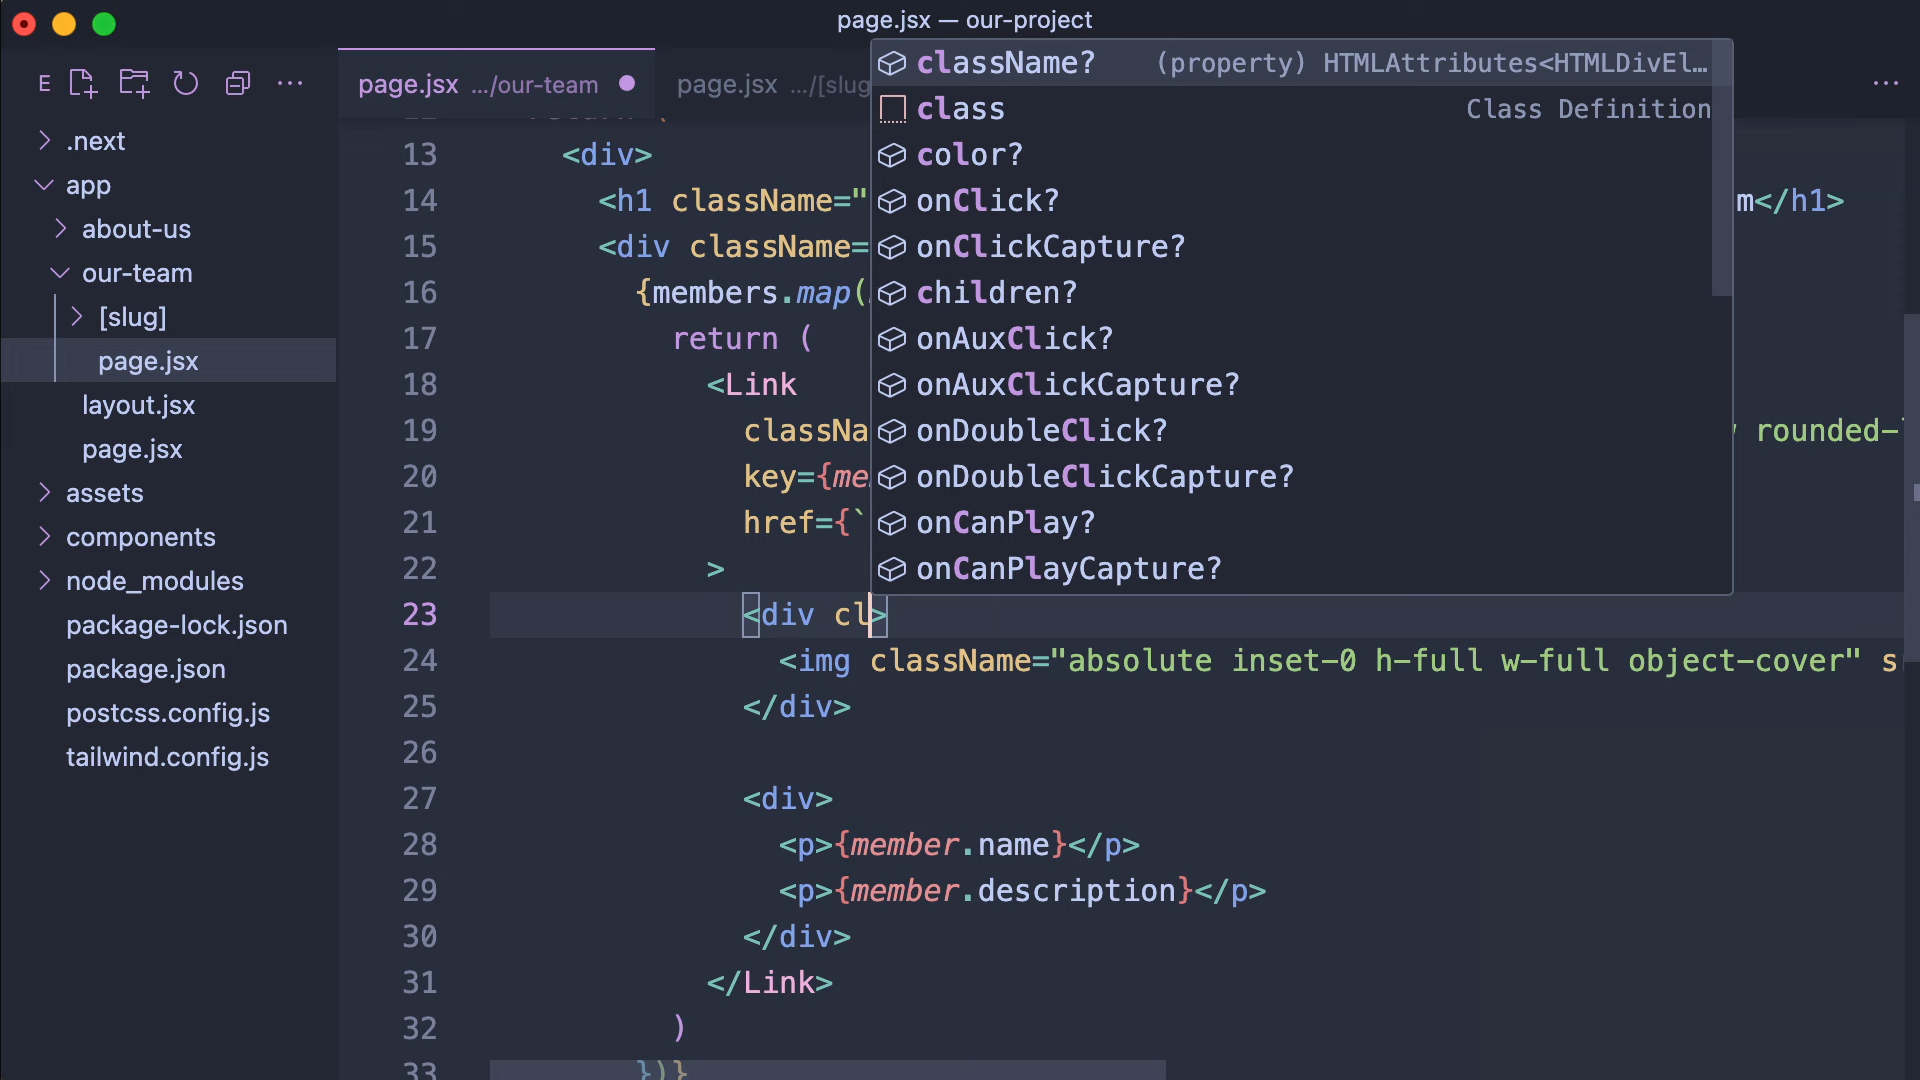 page.jsx — our-project
E
page.jsx .../our-team
page.jsx .../[slug
.next
app
about-us
our-team
[slug]
page.jsx
layout.jsx
page.jsx
assets
components
node_modules
package-lock.json
package.json
postcss.config.js
tailwind.config.js
className? (property) HTMLAttributes<HTMLDivEl…
class Class Definition
color?
onClick?
onClickCapture?
children?
onAuxClick?
onAuxClickCapture?
onDoubleClick?
onDoubleClickCapture?
onCanPlay?
onCanPlayCapture?
13 <div>
14 <h1 className=" m</h1>
15 <div className=
16 {members.map(
17 return (
18 <Link
19 classNa rounded-
20 key={me
21 href={`
22 >
23 <div cl>
24 <img className="absolute inset-0 h-full w-full object-cover" s
25 </div>
26
27 <div>
28 <p>{member.name}</p>
29 <p>{member.description}</p>
30 </div>
31 </Link>
32 )
33 })}